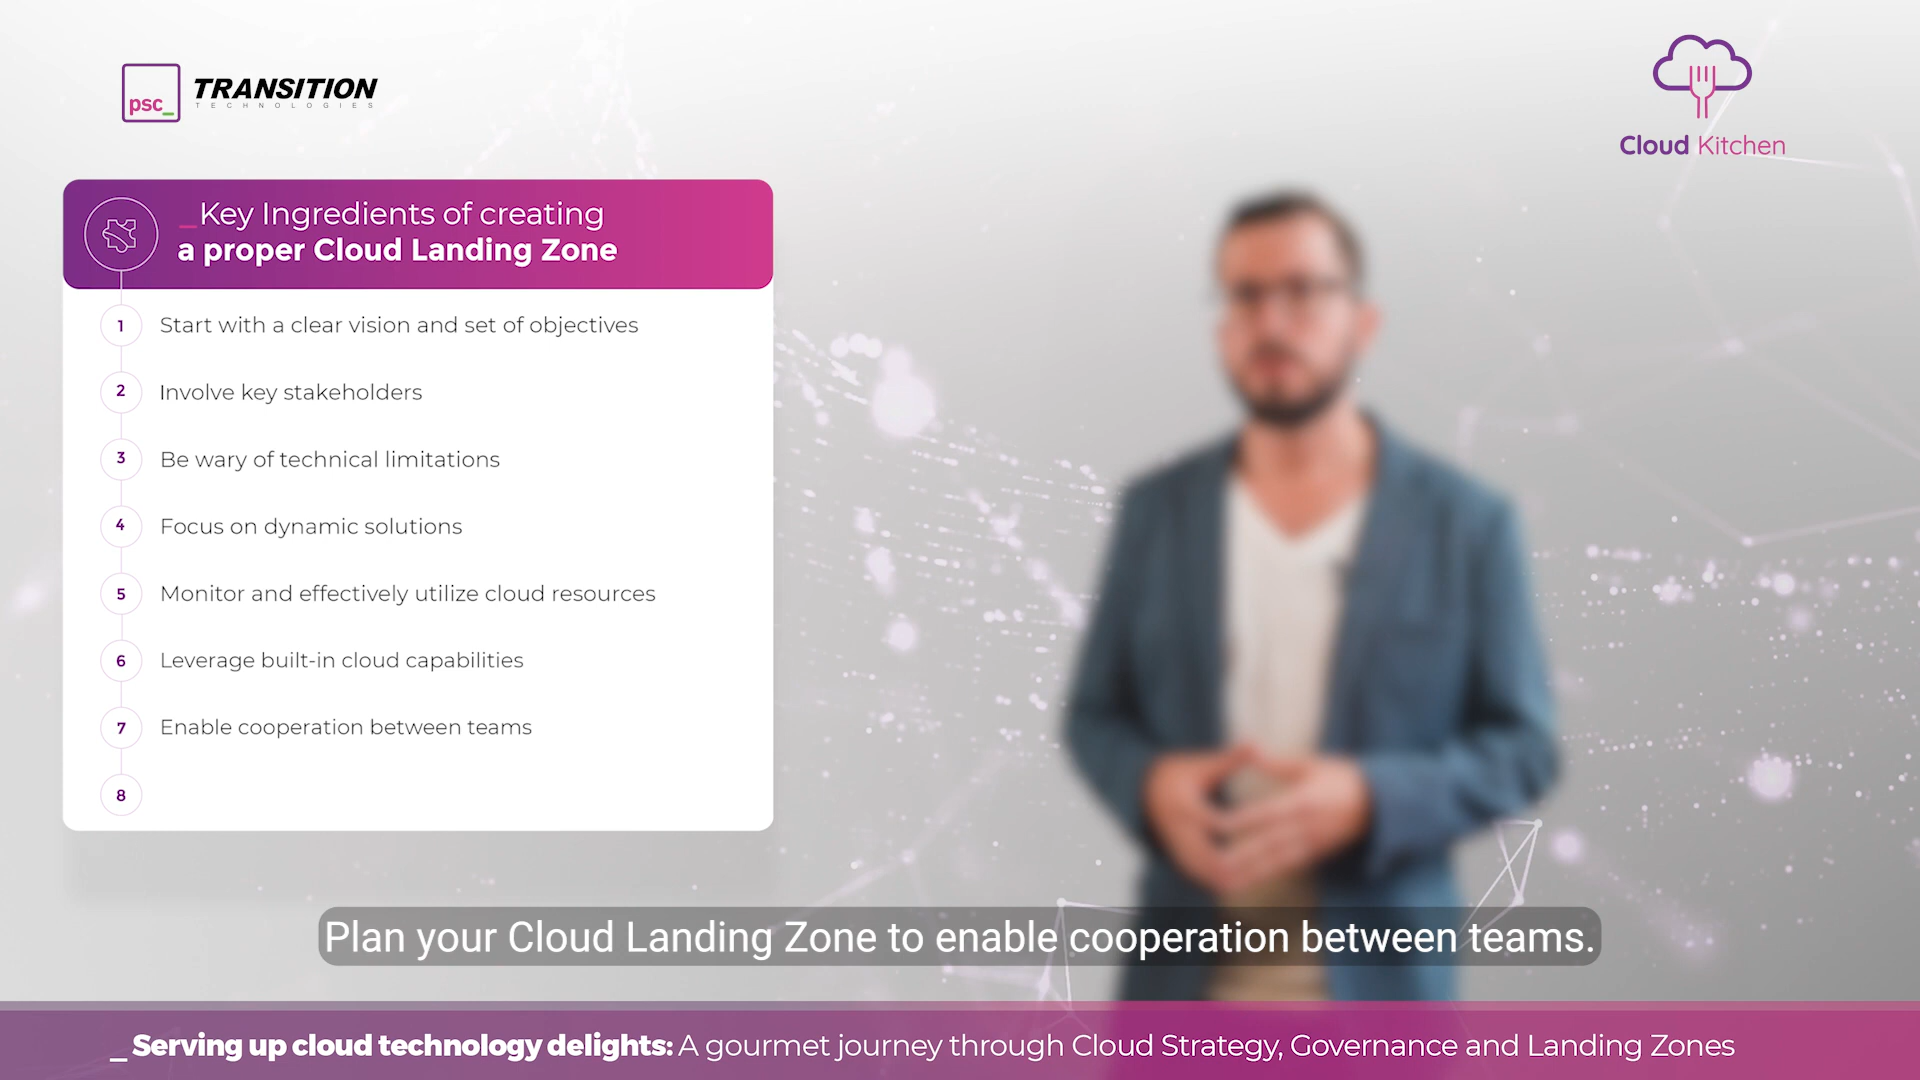 psc_
TRANSITION
TECHNOLOGIES
Cloud Kitchen
_Key Ingredients of creating
a proper Cloud Landing Zone
1 Start with a clear vision and set of objectives
2 Involve key stakeholders
3 Be wary of technical limitations
4 Focus on dynamic solutions
5 Monitor and effectively utilize cloud resources
6 Leverage built-in cloud capabilities
7 Enable cooperation between teams
8
Plan your Cloud Landing Zone to enable cooperation between teams.
_Serving up cloud technology delights: A gourmet journey through Cloud Strategy, Governance and Landing Zones